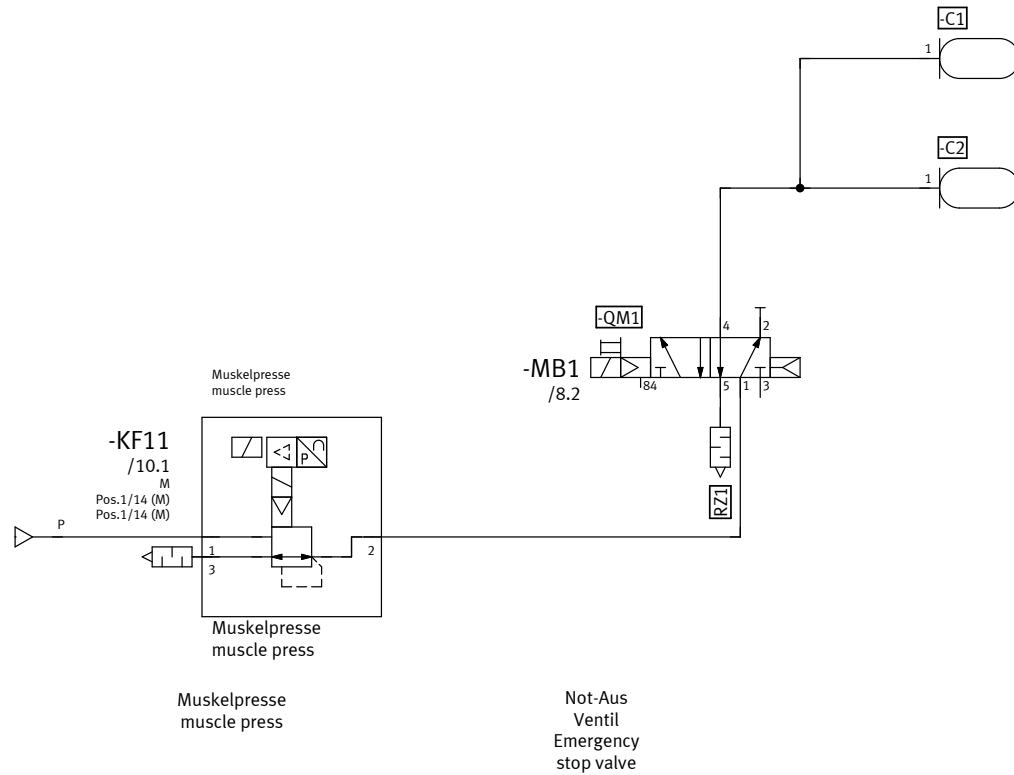 -C1
1
-C2
1
-QM1
4
2
-MB1
/8.2
84
5
1
3
Muskelpresse
muscle press
-KF11
/10.1
M
Pos.1/14 (M)
Pos.1/14 (M)
P
P
1
2
3
RZ1
Muskelpresse
muscle press
Muskelpresse
muscle press
Not-Aus
Ventil
Emergency
stop valve